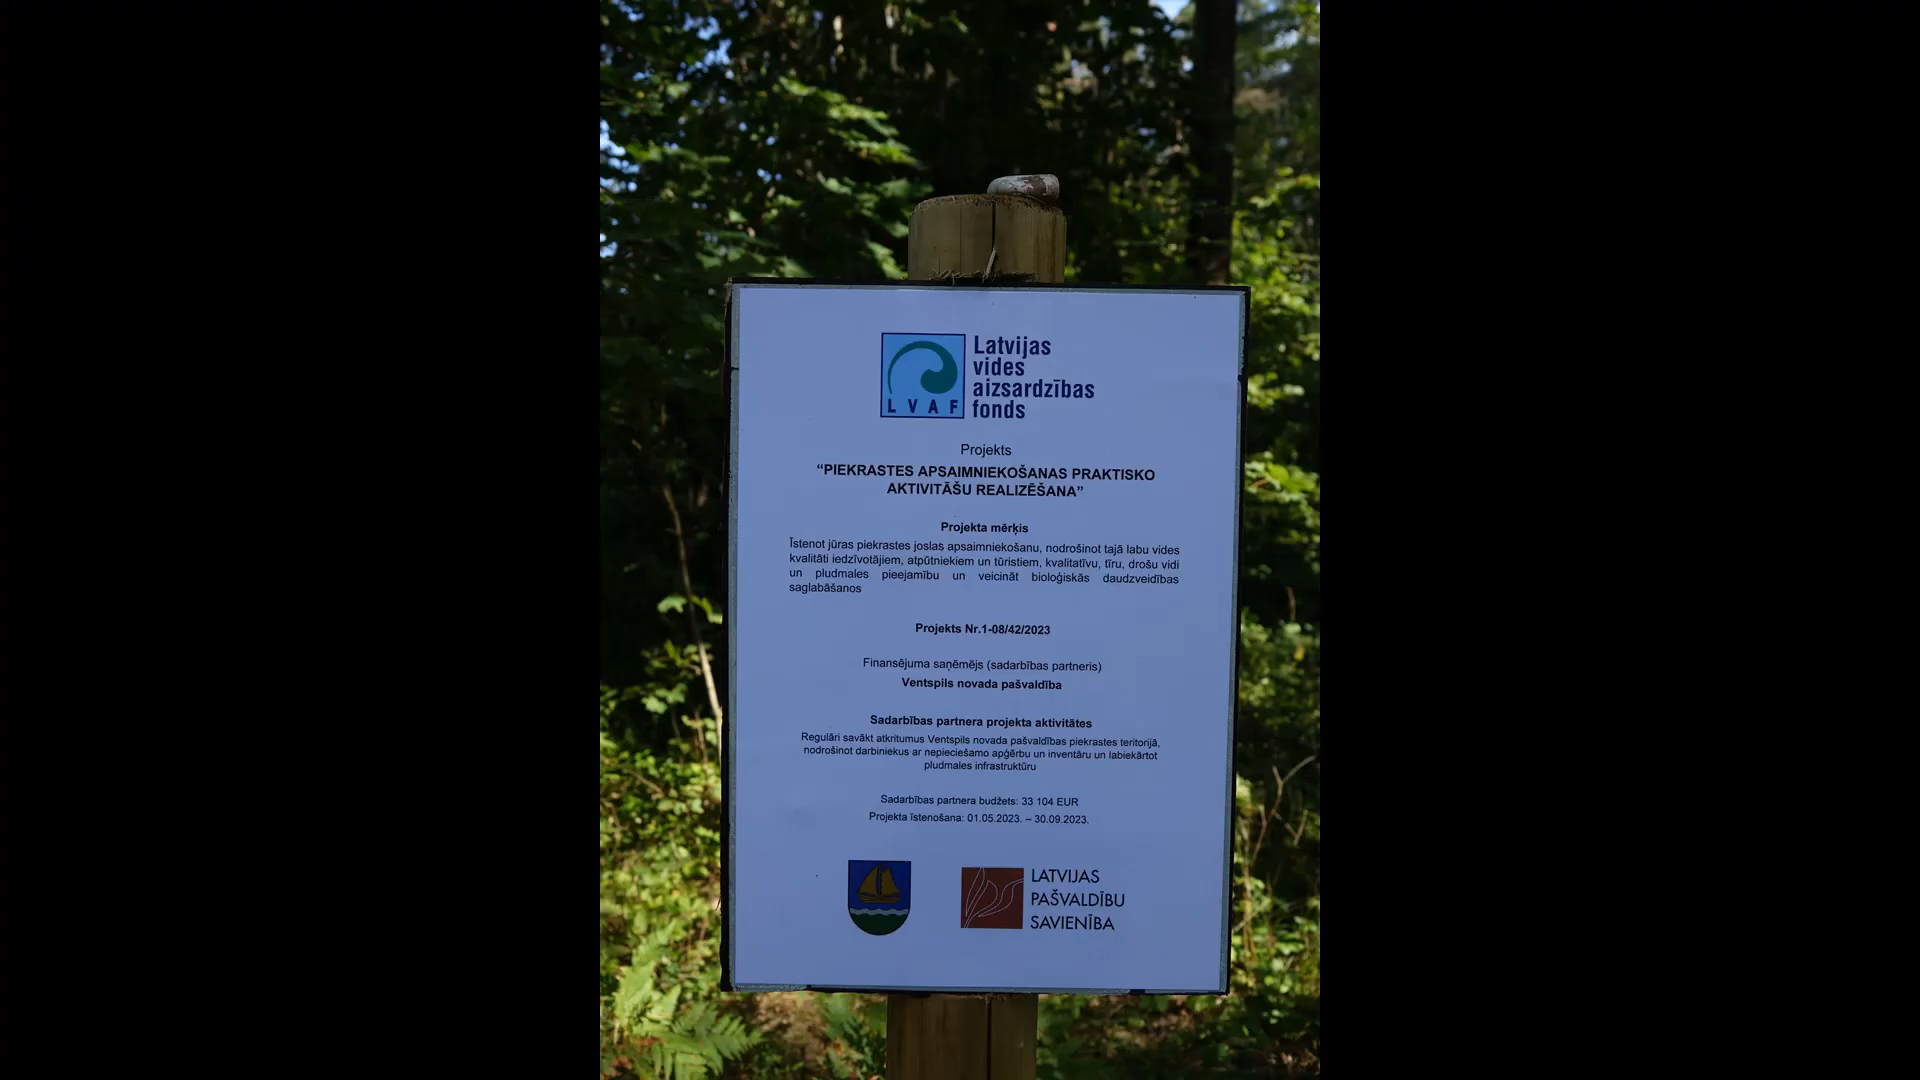 Latvijas
vides
aizsardzības
fonds
LVAF
Projekts
“PIEKRASTES APSAIMNIEKOŠANAS PRAKTISKO
AKTIVITĀŠU REALIZĒŠANA”
Projekta mērķis
Īstenot jūras piekrastes joslas apsaimniekošanu, nodrošinot tajā labu vides
kvalitāti iedzīvotājiem, atpūtniekiem un tūristiem, kvalitatīvu, tīru, drošu vidi
un pludmales pieejamību un veicināt bioloģiskās daudzveidības
saglabāšanos
Projekts Nr.1-08/42/2023
Finansējuma saņēmējs (sadarbības partneris)
Ventspils novada pašvaldība
Sadarbības partnera projekta aktivitātes
Regulāri savākt atkritumus Ventspils novada pašvaldības piekrastes teritorijā,
nodrošinot darbiniekus ar nepieciešamo apģērbu un inventāru un labiekārtot
pludmales infrastruktūru
Sadarbības partnera budžets: 33 104 EUR
Projekta īstenošana: 01.05.2023. – 30.09.2023.
LATVIJAS
PAŠVALDĪBU
SAVIENĪBA